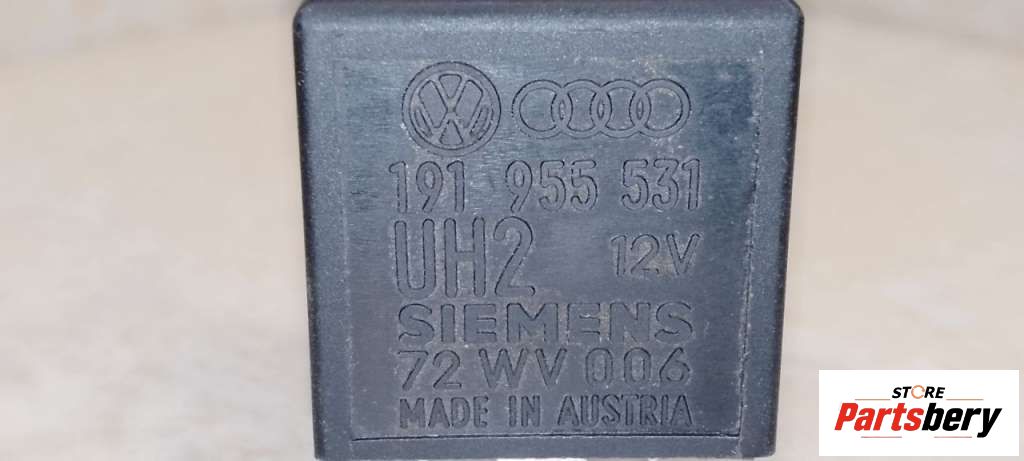 191 955 531
UH2 12V
SIEMENS
72 WV 006
MADE IN AUSTRIA
STORE
Partsbery